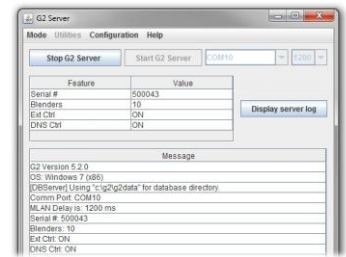 G2 Server
Mode Utilities Configuration Help
Stop G2 Server Start G2 Server COM10 1200
Feature Value
Serial # 500043
Blenders 10
Ext Ctrl ON
DNS Ctrl ON
Display server log
Message
G2 Version 5.2.0
OS: Windows 7 (x86)
[DBServer] Using "c:\g2\g2data" for database directory.
Comm Port: COM10
MLAN Delay is: 1200 ms
Serial #: 500043
Blenders: 10
Ext Ctrl: ON
DNS Ctrl: ON